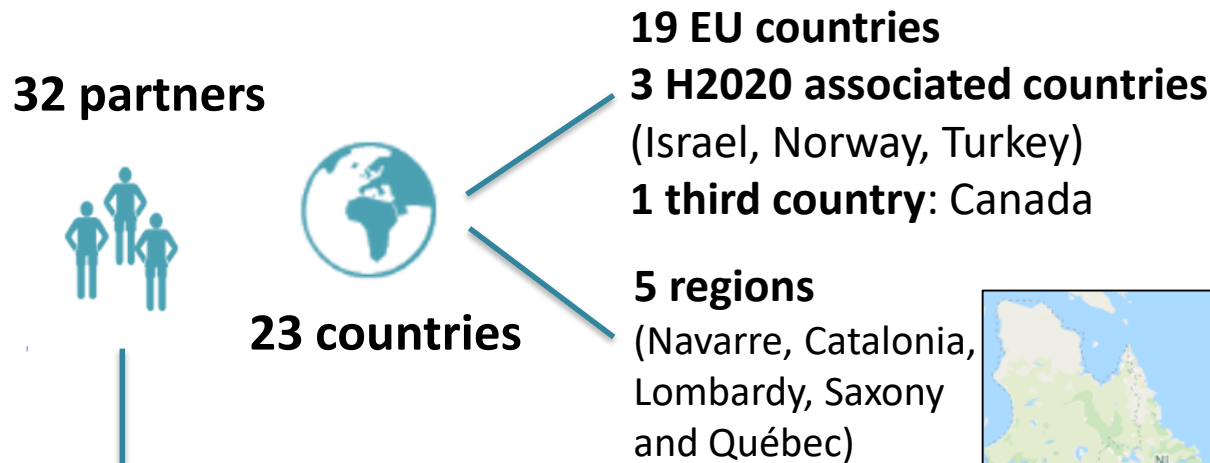 32 partners
23 countries
19 EU countries
3 H2020 associated countries
(Israel, Norway, Turkey)
1 third country: Canada
5 regions
(Navarre, Catalonia,
Lombardy, Saxony
and Québec)